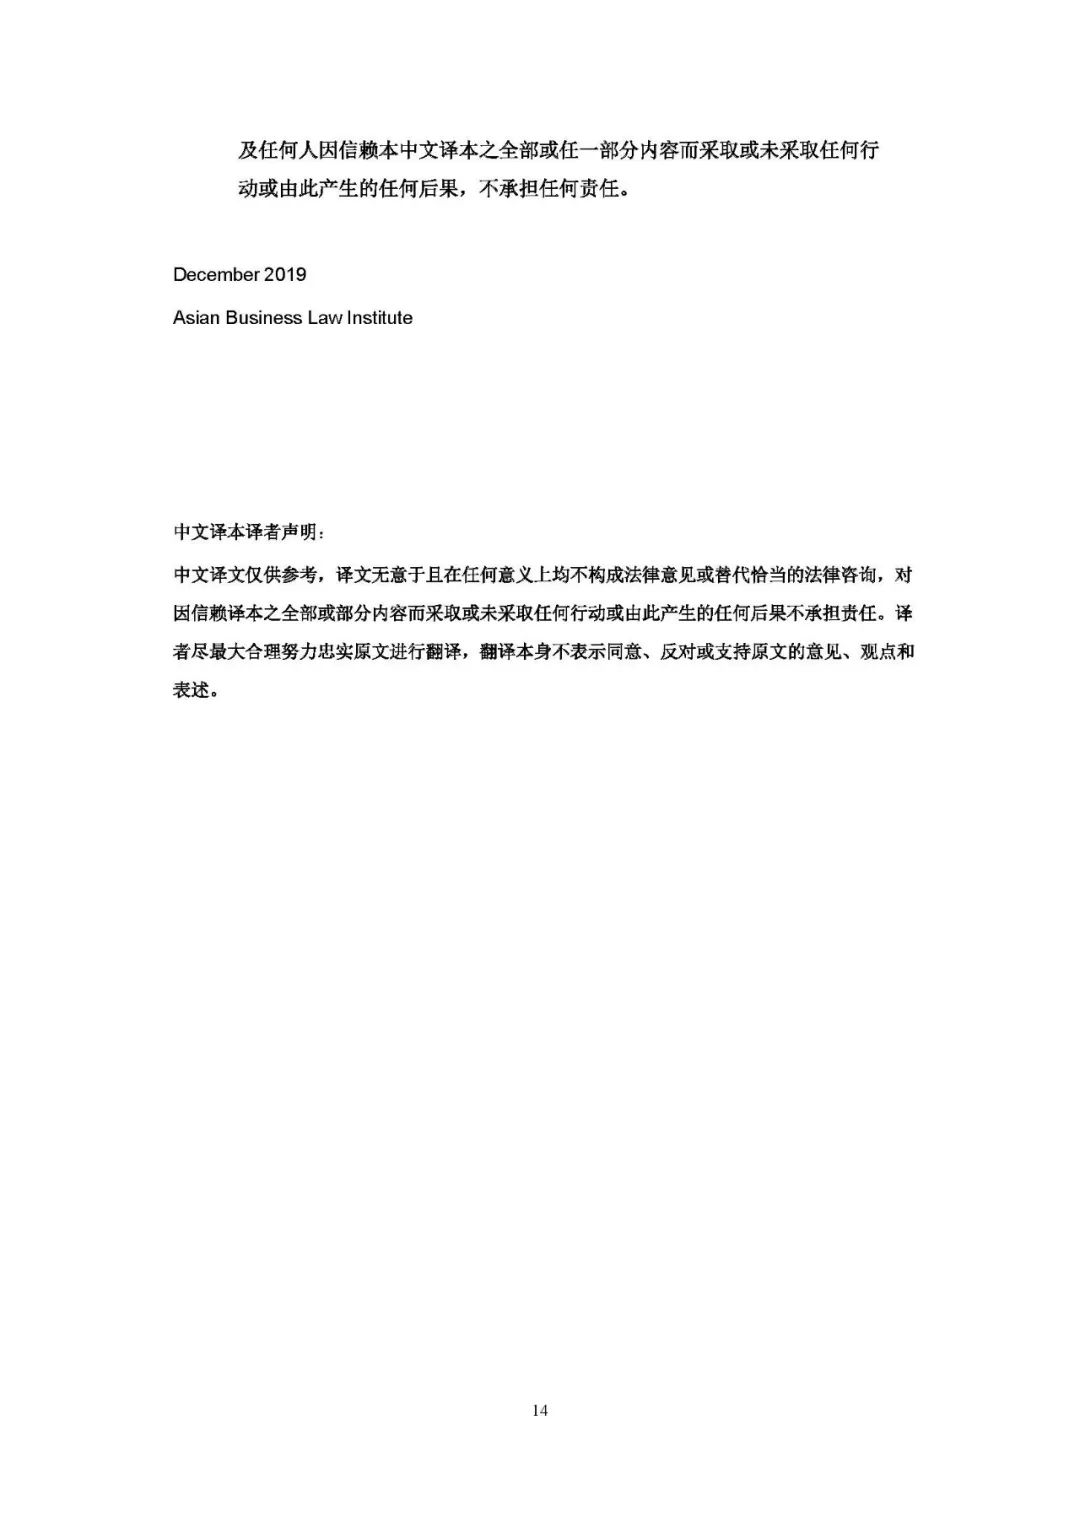 及任何人因信赖本中文译本之全部或任一部分内容而采取或未采取任何行
动或由此产生的任何后果，不承担任何责任。
December 2019
Asian Business Law Institute
中文译本译者声明：
中文译文仅供参考，译文无意于且在任何意义上均不构成法律意见或替代恰当的法律咨询，对
因信赖译本之全部或部分内容而采取或未采取任何行动或由此产生的任何后果不承担责任。译
者尽最大合理努力忠实原文进行翻译，翻译本身不表示同意、反对或支持原文的意见、观点和
表述。
14